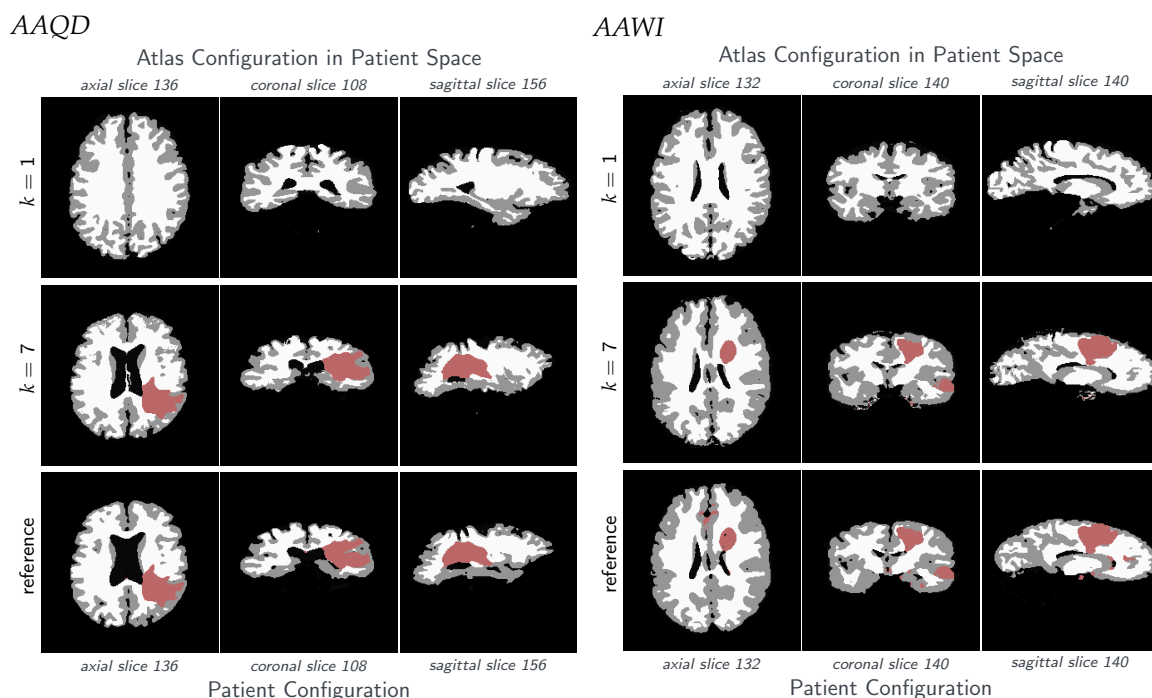 AAQD
Atlas Configuration in Patient Space
axial slice 136 coronal slice 108 sagittal slice 156
k = 1
k = 7
reference
axial slice 136 coronal slice 108 sagittal slice 156
Patient Configuration
AAWI
Atlas Configuration in Patient Space
axial slice 132 coronal slice 140 sagittal slice 140
k = 1
k = 7
reference
axial slice 132 coronal slice 140 sagittal slice 140
Patient Configuration